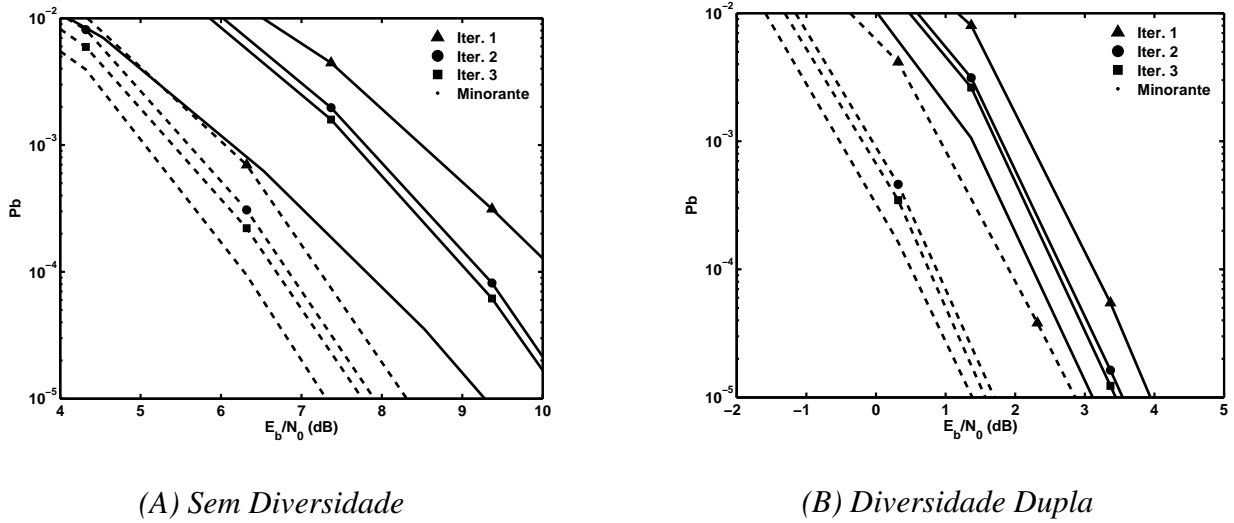 10^-2
10^-3
10^-4
10^-5
Pb
4 5 6 7 8 9 10
E_b/N_0 (dB)
Iter. 1
Iter. 2
Iter. 3
Minorante
(A) Sem Diversidade
10^-2
10^-3
10^-4
10^-5
Pb
−2 −1 0 1 2 3 4 5
E_b/N_0 (dB)
Iter. 1
Iter. 2
Iter. 3
Minorante
(B) Diversidade Dupla